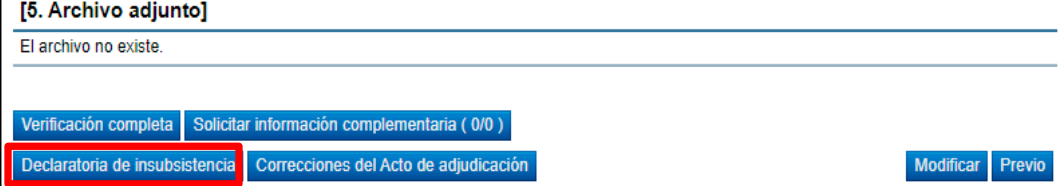 [5. Archivo adjunto]
El archivo no existe.
Verificación completa Solicitar información complementaria ( 0/0 )
Declaratoria de insubsistencia Correcciones del Acto de adjudicación Modificar Previo